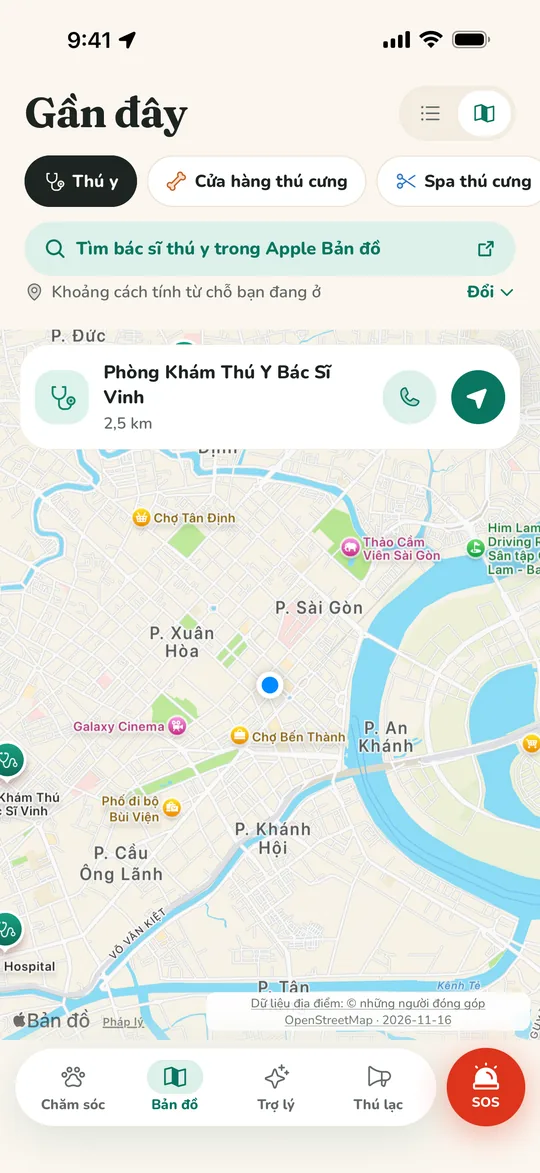 9:41
Gần đây
Thú y
Cửa hàng thú cưng
Spa thú cưng
Tìm bác sĩ thú y trong Apple Bản đồ
Khoảng cách tính từ chỗ bạn đang ở
Đổi
P. Đức
Phòng Khám Thú Y Bác Sĩ
Vinh
2,5 km
Định
Chợ Tân Định
Thảo Cầm
Viên Sài Gòn
Him Lam
Driving R
Sân tập
Lam - Ba
P. Sài Gòn
P. Xuân
Hòa
Galaxy Cinema
Chợ Bến Thành
P. An
Khánh
Khám Thú
c Sĩ Vinh
Phố đi bộ
Bùi Viện
P. Khánh
Hội
P. Cầu
Ông Lãnh
VÕ VĂN KIỆT
Hospital
P. Tân
Kênh Tẻ
Dữ liệu địa điểm: © những người đóng góp
OpenStreetMap · 2026-11-16
Bản đồ
Pháp lý
Chăm sóc
Bản đồ
Trợ lý
Thú lạc
SOS